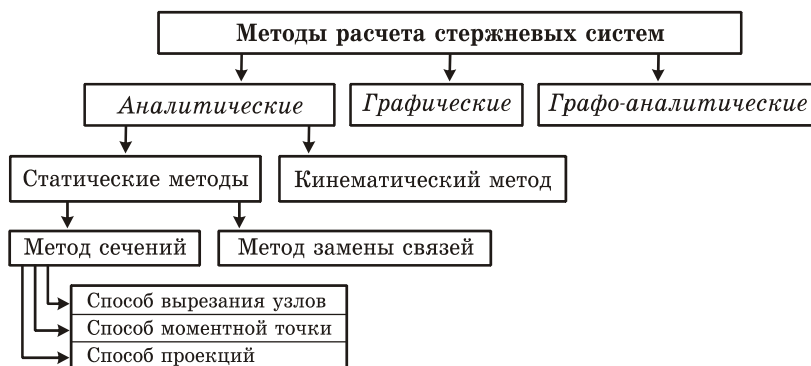 Методы расчета стержневых систем
Аналитические
Графические
Графо-аналитические
Статические методы
Кинематический метод
Метод сечений
Метод замены связей
Способ вырезания узлов
Способ моментной точки
Способ проекций